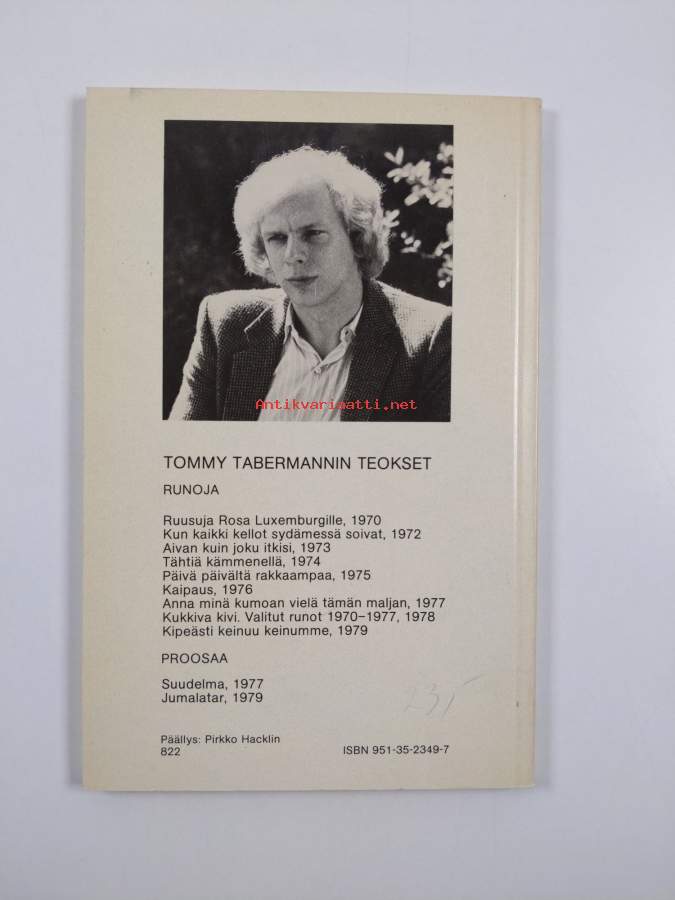 Antikvariaatti.net
TOMMY TABERMANNIN TEOKSET
RUNOJA
Ruusuja Rosa Luxemburgille, 1970
Kun kaikki kellot sydämessä soivat, 1972
Aivan kuin joku itkisi, 1973
Tähtiä kämmenellä, 1974
Päivä päivältä rakkaampaa, 1975
Kaipaus, 1976
Anna minä kumoan vielä tämän maljan, 1977
Kukkiva kivi. Valitut runot 1970–1977, 1978
Kipeästi keinuu keinumme, 1979
PROOSAA
Suudelma, 1977
Jumalatar, 1979
Päällys: Pirkko Hacklin
822
ISBN 951-35-2349-7